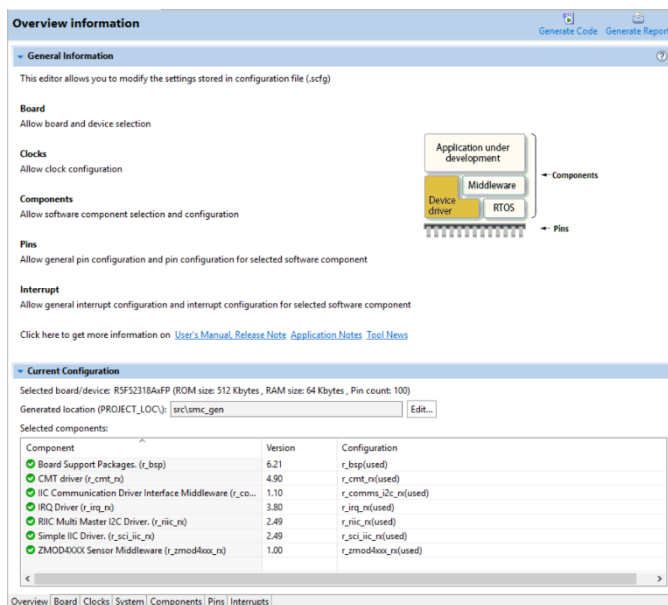 Overview information
Generate Code Generate Report
General Information
This editor allows you to modify the settings stored in configuration file (.scfg)
Board
Allow board and device selection
Clocks
Allow clock configuration
Components
Allow software component selection and configuration
Pins
Allow general pin configuration and pin configuration for selected software component
Interrupt
Allow general interrupt configuration and interrupt configuration for selected software component
Application under
development
Middleware
Device
driver
RTOS
Components
Pins
Click here to get more information on User's Manual, Release Note Application Notes Tool News
Current Configuration
Selected board/device: R5F52318AxFP (ROM size: 512 Kbytes , RAM size: 64 Kbytes , Pin count: 100)
Generated location (PROJECT_LOC\): src\smc_gen Edit...
Selected components:
Component Version Configuration
Board Support Packages. (r_bsp) 6.21 r_bsp(used)
CMT driver (r_cmt_rx) 4.90 r_cmt_rx(used)
IIC Communication Driver Interface Middleware (r_co... 1.10 r_comms_i2c_rx(used)
IRQ Driver (r_irq_rx) 3.80 r_irq_rx(used)
RIIC Multi Master I2C Driver. (r_riic_rx) 2.49 r_riic_rx(used)
Simple IIC Driver. (r_sci_iic_rx) 2.49 r_sci_iic_rx(used)
ZMOD4XXX Sensor Middleware (r_zmod4xxx_rx) 1.00 r_zmod4xxx_rx(used)
Overview Board Clocks System Components Pins Interrupts